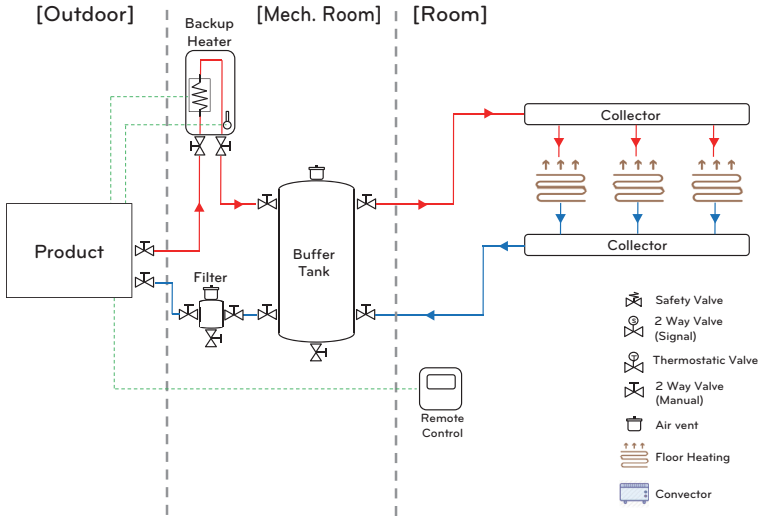 [Outdoor]
[Mech. Room]
[Room]
Backup
Heater
Collector
Product
Buffer
Tank
Filter
Collector
Remote
Control
Safety Valve
S
2 Way Valve
(Signal)
T
Thermostatic Valve
2 Way Valve
(Manual)
Air vent
Floor Heating
Convector